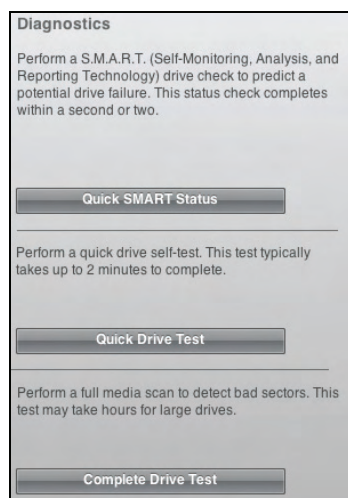 Diagnostics
Perform a S.M.A.R.T. (Self-Monitoring, Analysis, and
Reporting Technology) drive check to predict a
potential drive failure. This status check completes
within a second or two.
Quick SMART Status
Perform a quick drive self-test. This test typically
takes up to 2 minutes to complete.
Quick Drive Test
Perform a full media scan to detect bad sectors. This
test may take hours for large drives.
Complete Drive Test